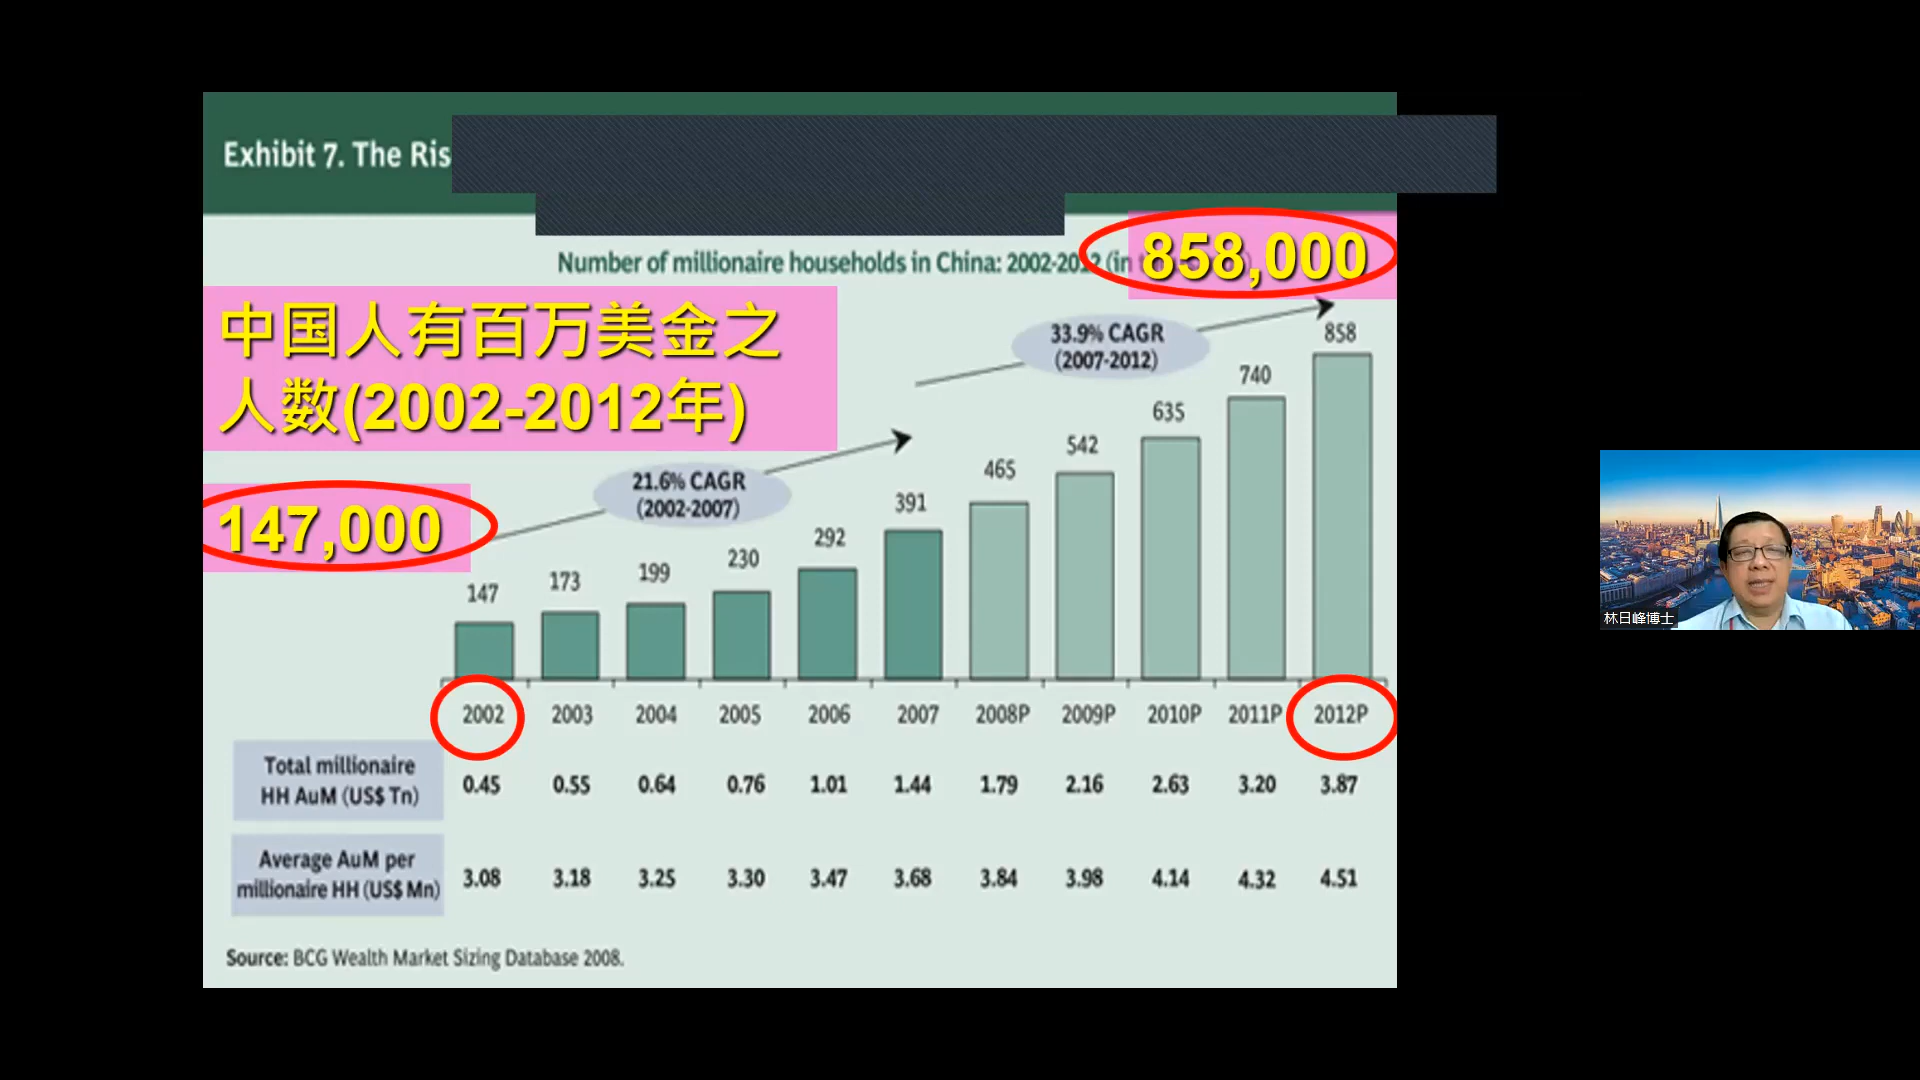 Exhibit 7. The Ris
Number of millionaire households in China: 2002-2012 (in
858,000
中国人有百万美金之
人数(2002-2012年)
33.9% CAGR
(2007-2012)
21.6% CAGR
(2002-2007)
147,000
147 173 199 230 292 391 465 542 635 740 858
2002 2003 2004 2005 2006 2007 2008P 2009P 2010P 2011P 2012P
Total millionaire
HH AuM (US$ Tn) 0.45 0.55 0.64 0.76 1.01 1.44 1.79 2.16 2.63 3.20 3.87
Average AuM per
millionaire HH (US$ Mn) 3.08 3.18 3.25 3.30 3.47 3.68 3.84 3.98 4.14 4.32 4.51
Source: BCG Wealth Market Sizing Database 2008.
林日峰博士